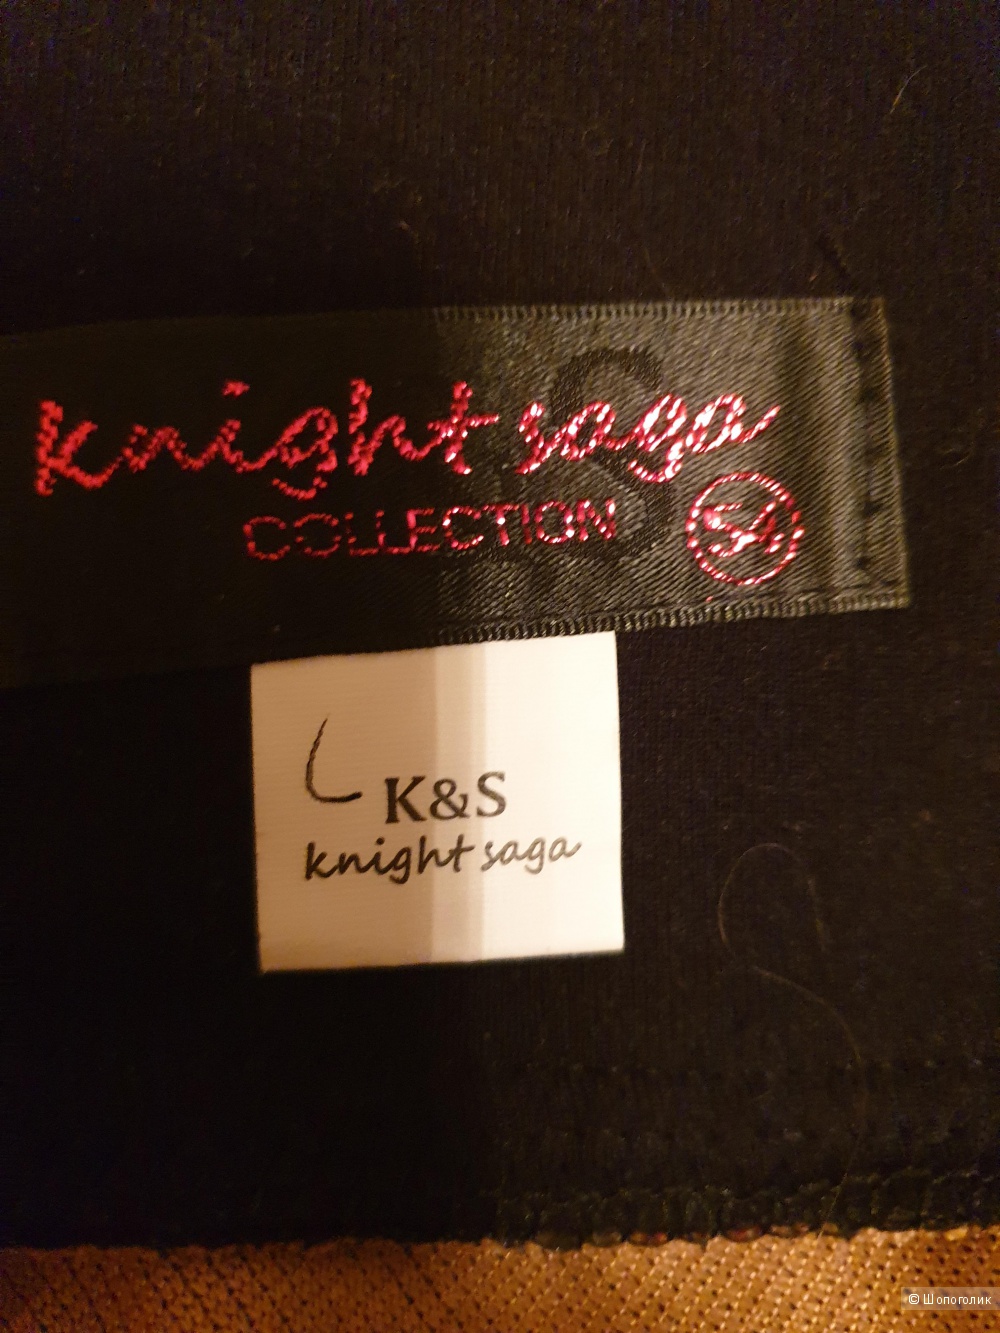 knight saga
COLLECTION
54
L
K&S
knight saga
© Шопоголик